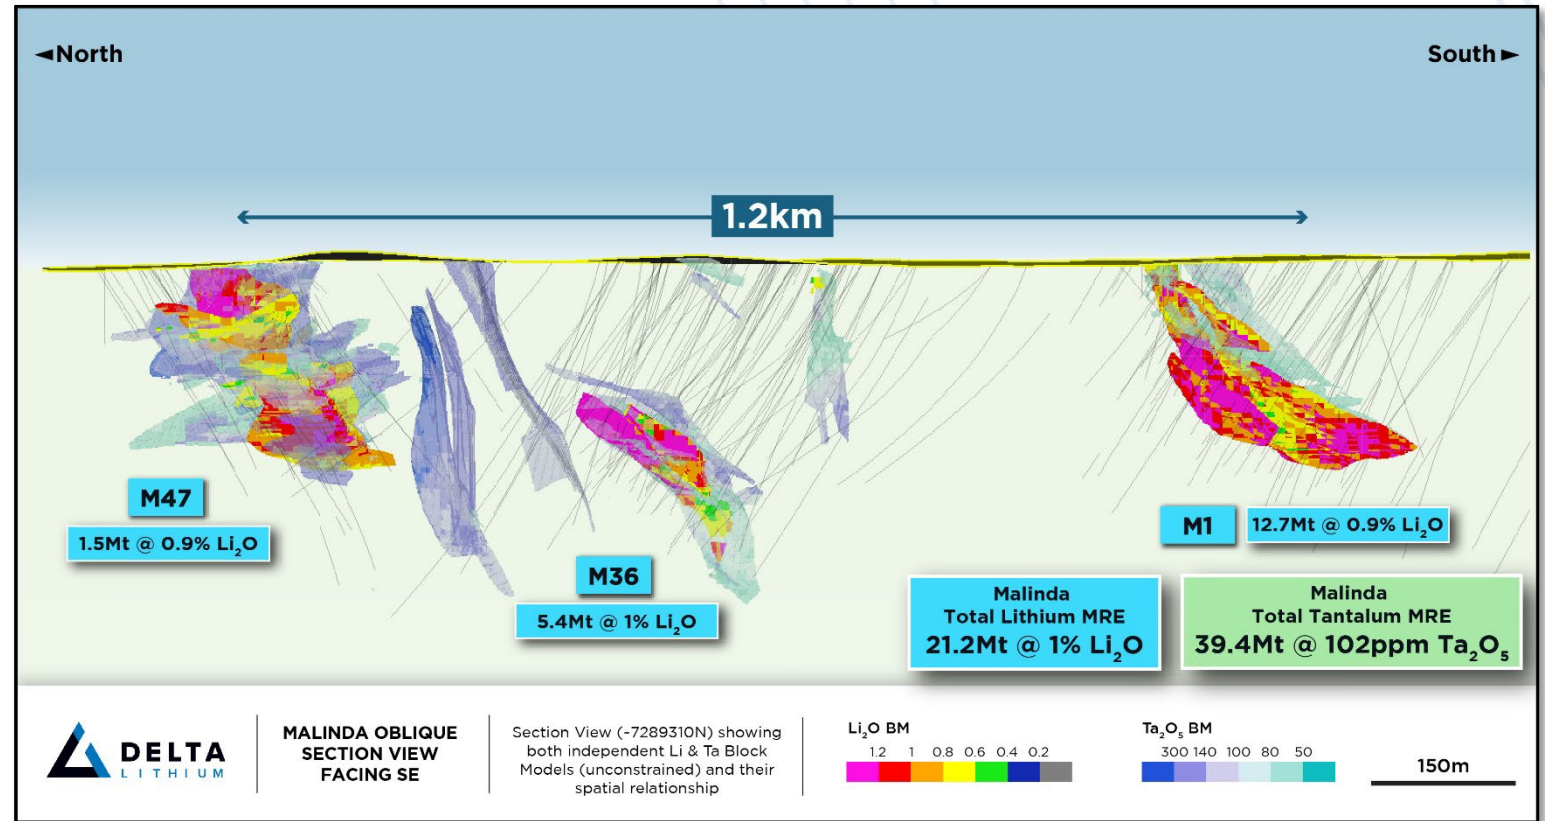 ◄North
South►
1.2km
M47
1.5Mt @ 0.9% Li₂O
M36
5.4Mt @ 1% Li₂O
M1
12.7Mt @ 0.9% Li₂O
Malinda
Total Lithium MRE
21.2Mt @ 1% Li₂O
Malinda
Total Tantalum MRE
39.4Mt @ 102ppm Ta₂O₅
DELTA
LITHIUM
MALINDA OBLIQUE
SECTION VIEW
FACING SE
Section View (~7289310N) showing
both independent Li & Ta Block
Models (unconstrained) and their
spatial relationship
Li₂O BM
1.2 1 0.8 0.6 0.4 0.2
Ta₂O₅ BM
300 140 100 80 50
150m